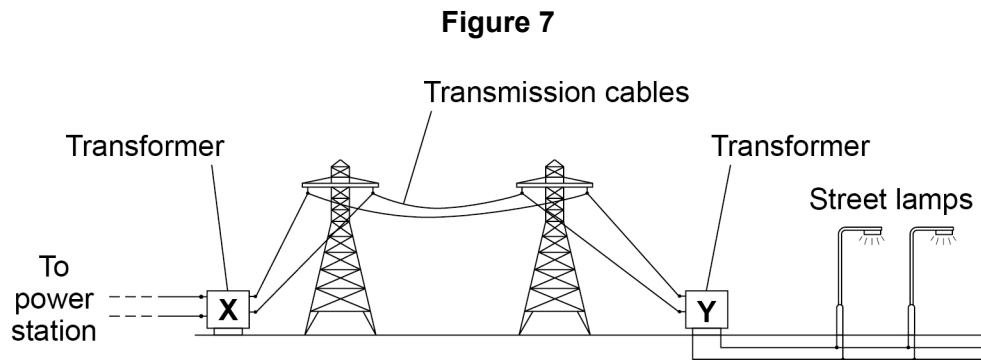 Figure 7
Transmission cables
Transformer
Transformer
Street lamps
To
power
station
X
Y